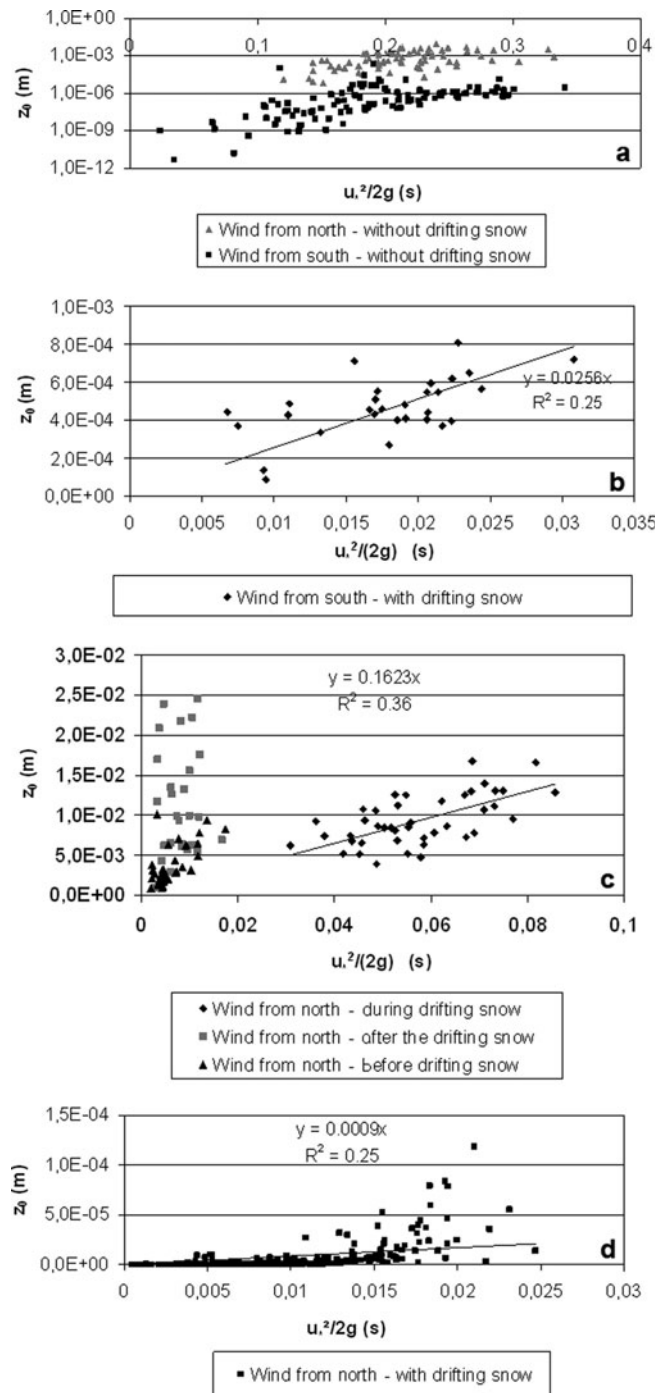 0 0,1 0,2 0,3 0,4
1,0E+00
1,0E-03
1,0E-06
1,0E-09
1,0E-12
z₀ (m)
a
u*²/2g (s)
Wind from north - without drifting snow
Wind from south - without drifting snow
1,0E-03
8,0E-04
6,0E-04
4,0E-04
2,0E-04
0,0E+00
z₀ (m)
y = 0.0256x
R² = 0.25
b
0 0,005 0,01 0,015 0,02 0,025 0,03 0,035
u*²/(2g) (s)
Wind from south - with drifting snow
3,0E-02
2,5E-02
2,0E-02
1,5E-02
1,0E-02
5,0E-03
0,0E+00
z₀ (m)
y = 0.1623x
R² = 0.36
c
0 0,02 0,04 0,06 0,08 0,1
u*²/(2g) (s)
Wind from north - during drifting snow
Wind from north - after the drifting snow
Wind from north - before drifting snow
1,5E-04
1,0E-04
5,0E-05
0,0E+00
z₀ (m)
y = 0.0009x
R² = 0.25
d
0 0,005 0,01 0,015 0,02 0,025 0,03
u*²/2g (s)
Wind from north - with drifting snow